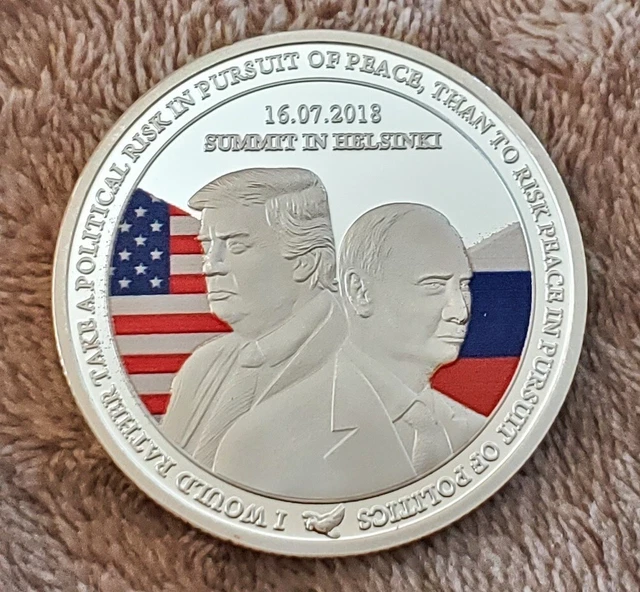 I WOULD RATHER TAKE A POLITICAL RISK IN PURSUIT OF PEACE, THAN TO RISK PEACE IN PURSUIT OF POLITICS
16.07.2018
SUMMIT IN HELSINKI